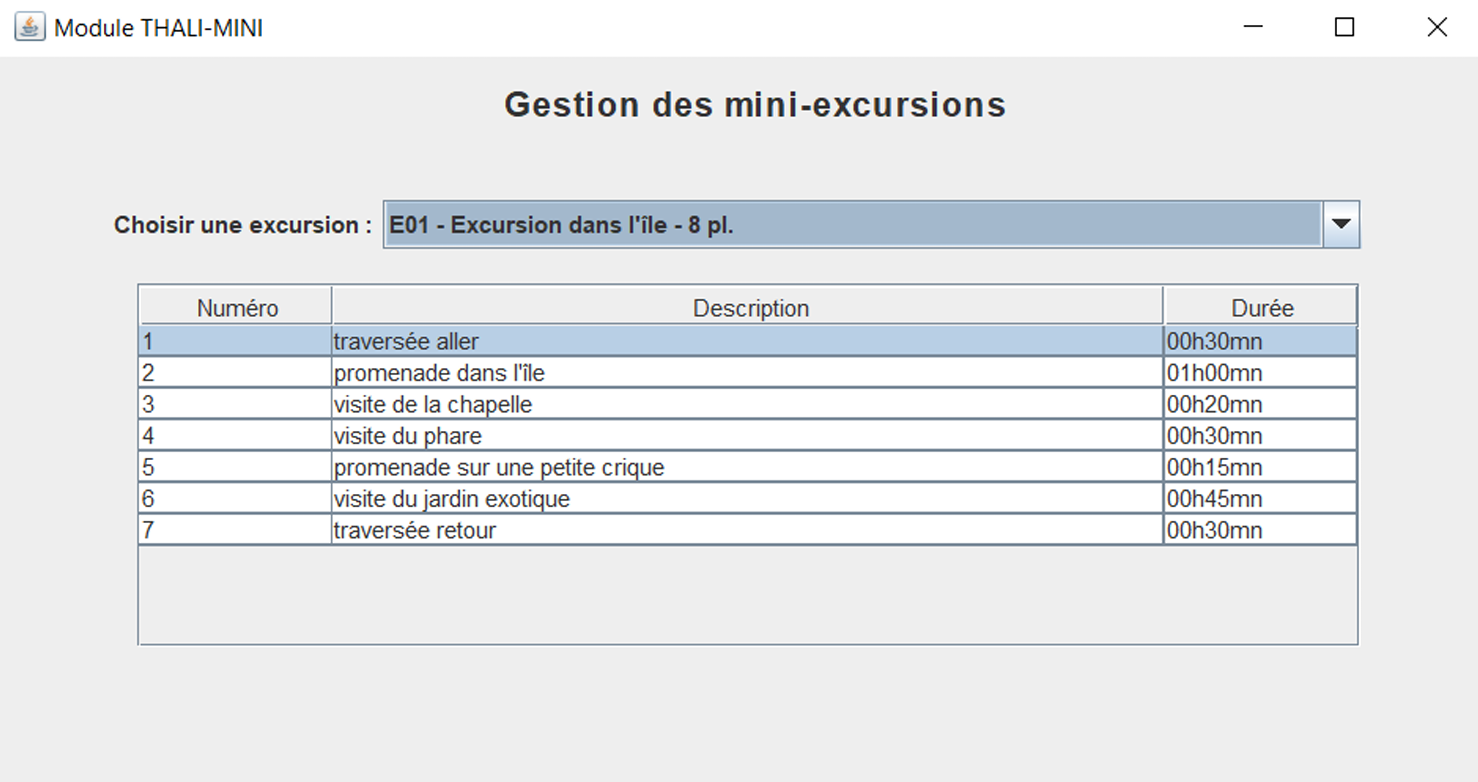 Module THALI-MINI
Gestion des mini-excursions
Choisir une excursion : E01 - Excursion dans l'île - 8 pl.
Numéro Description Durée
1 traversée aller 00h30mn
2 promenade dans l'île 01h00mn
3 visite de la chapelle 00h20mn
4 visite du phare 00h30mn
5 promenade sur une petite crique 00h15mn
6 visite du jardin exotique 00h45mn
7 traversée retour 00h30mn